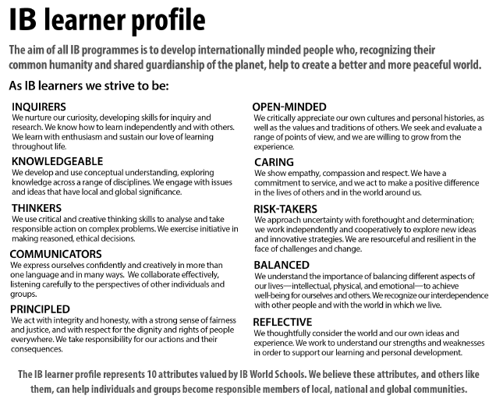 IB learner profile
The aim of all IB programmes is to develop internationally minded people who, recognizing their
common humanity and shared guardianship of the planet, help to create a better and more peaceful world.
As IB learners we strive to be:
INQUIRERS
We nurture our curiosity, developing skills for inquiry and
research. We know how to learn independently and with others.
We learn with enthusiasm and sustain our love of learning
throughout life.
KNOWLEDGEABLE
We develop and use conceptual understanding, exploring
knowledge across a range of disciplines. We engage with issues
and ideas that have local and global significance.
THINKERS
We use critical and creative thinking skills to analyse and take
responsible action on complex problems. We exercise initiative in
making reasoned, ethical decisions.
COMMUNICATORS
We express ourselves confidently and creatively in more than
one language and in many ways. We collaborate effectively,
listening carefully to the perspectives of other individuals and
groups.
PRINCIPLED
We act with integrity and honesty, with a strong sense of fairness
and justice, and with respect for the dignity and rights of people
everywhere. We take responsibility for our actions and their
consequences.
OPEN-MINDED
We critically appreciate our own cultures and personal histories, as
well as the values and traditions of others. We seek and evaluate a
range of points of view, and we are willing to grow from the
experience.
CARING
We show empathy, compassion and respect. We have a
commitment to service, and we act to make a positive difference
in the lives of others and in the world around us.
RISK-TAKERS
We approach uncertainty with forethought and determination;
we work independently and cooperatively to explore new ideas
and innovative strategies. We are resourceful and resilient in the
face of challenges and change.
BALANCED
We understand the importance of balancing different aspects of
our lives—intellectual, physical, and emotional—to achieve
well-being for ourselves and others. We recognize our interdependence
with other people and with the world in which we live.
REFLECTIVE
We thoughtfully consider the world and our own ideas and
experience. We work to understand our strengths and weaknesses
in order to support our learning and personal development.
The IB learner profile represents 10 attributes valued by IB World Schools. We believe these attributes, and others like
them, can help individuals and groups become responsible members of local, national and global communities.